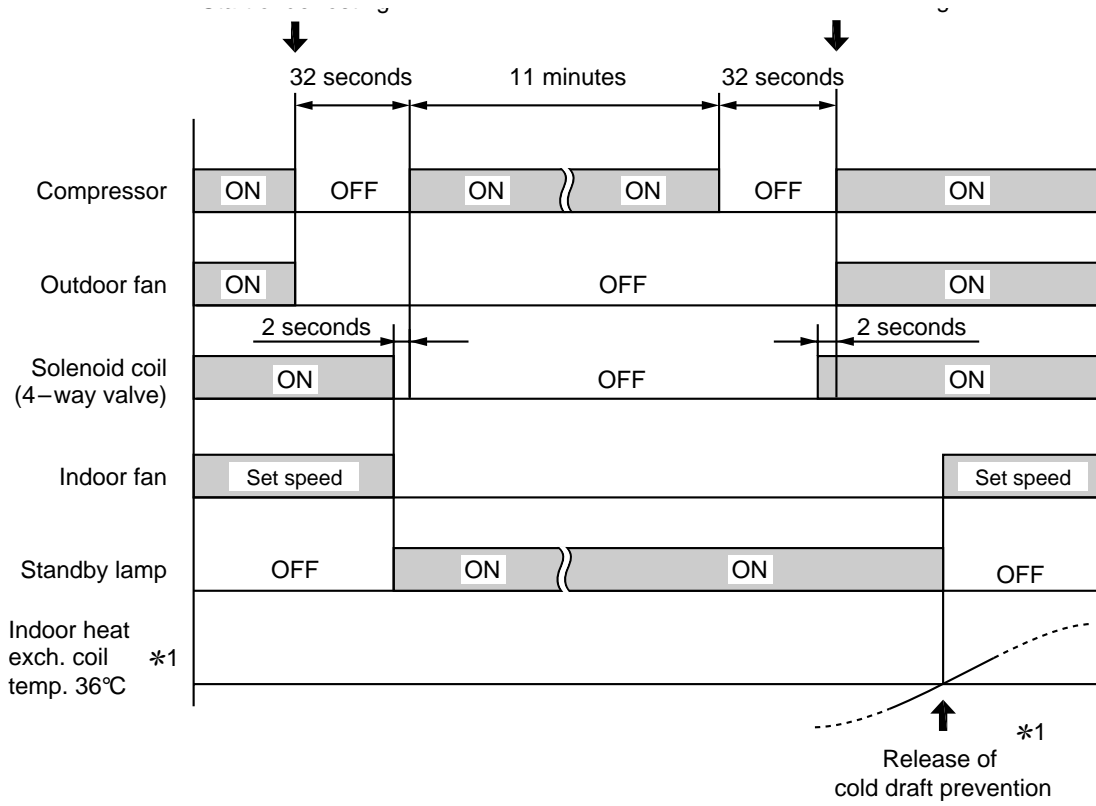 32 seconds 11 minutes 32 seconds
Compressor ON OFF ON ON OFF ON
Outdoor fan ON OFF ON
2 seconds 2 seconds
Solenoid coil
(4−way valve) ON OFF ON
Indoor fan Set speed Set speed
Standby lamp OFF ON ON OFF
Indoor heat
exch. coil *1
temp. 36°C
*1
Release of
cold draft prevention